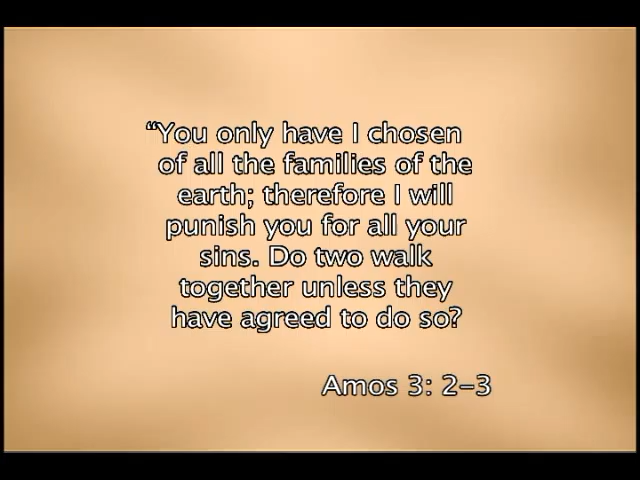 “You only have I chosen
of all the families of the
earth; therefore I will
punish you for all your
sins. Do two walk
together unless they
have agreed to do so?
Amos 3: 2–3